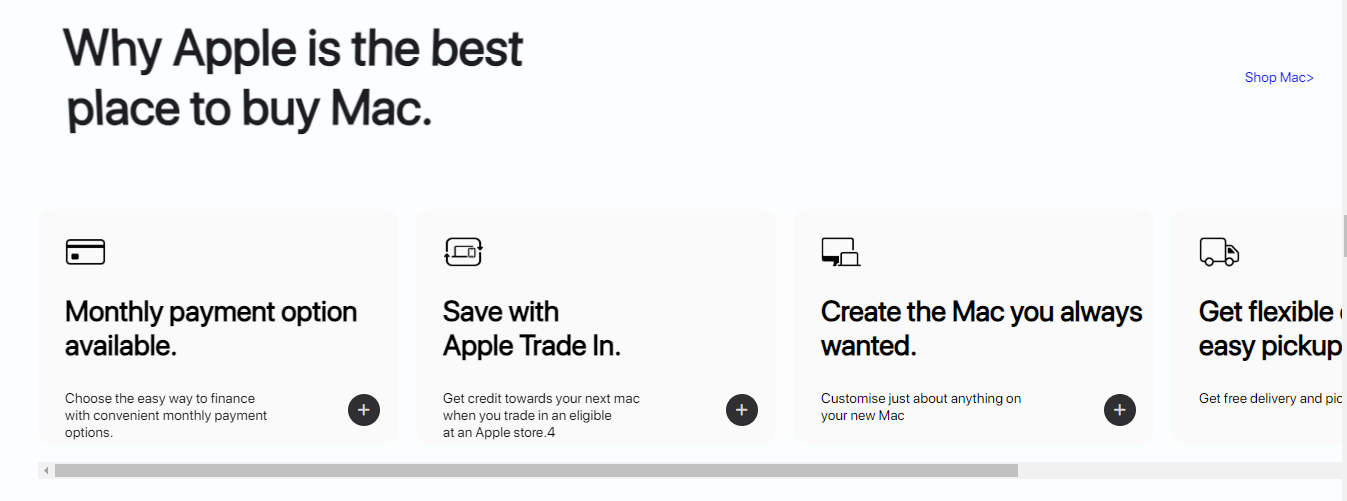 Why Apple is the best
place to buy Mac.
Shop Mac>
Monthly payment option
available.
Choose the easy way to finance
with convenient monthly payment
options.
Save with
Apple Trade In.
Get credit towards your next mac
when you trade in an eligible
at an Apple store.4
Create the Mac you always
wanted.
Customise just about anything on
your new Mac
Get flexible
easy pickup
Get free delivery and